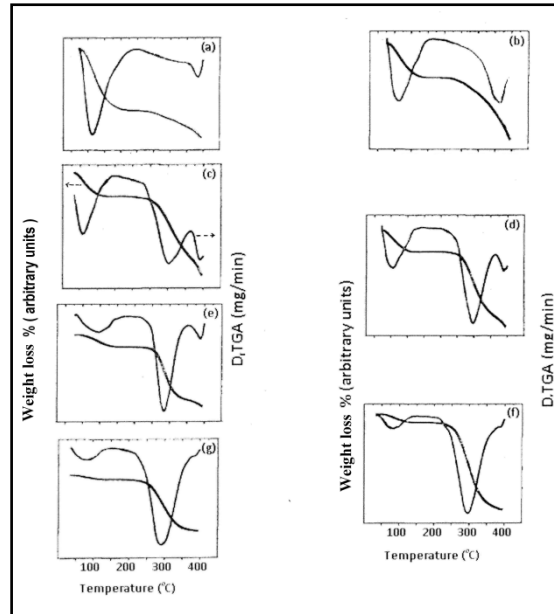 (a)
(b)
(c)
(d)
(e)
(f)
(g)
Weight loss % ( arbitrary units )
D,TGA (mg/min)
Weight loss % (arbitrary units)
D,TGA (mg/min)
100 200 300 400
Temperature (°C)
100 200 300 400
Temperature (°C)